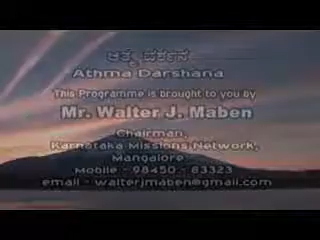 ಆತ್ಮ ದರ್ಶನ
Athma Darshana
This Programme is brought to you by
Mr. Walter J. Maben
Chairman,
Karnataka Missions Network,
Mangalore
Mobile - 98450 - 83323
email - walterjmaben@gmail.com